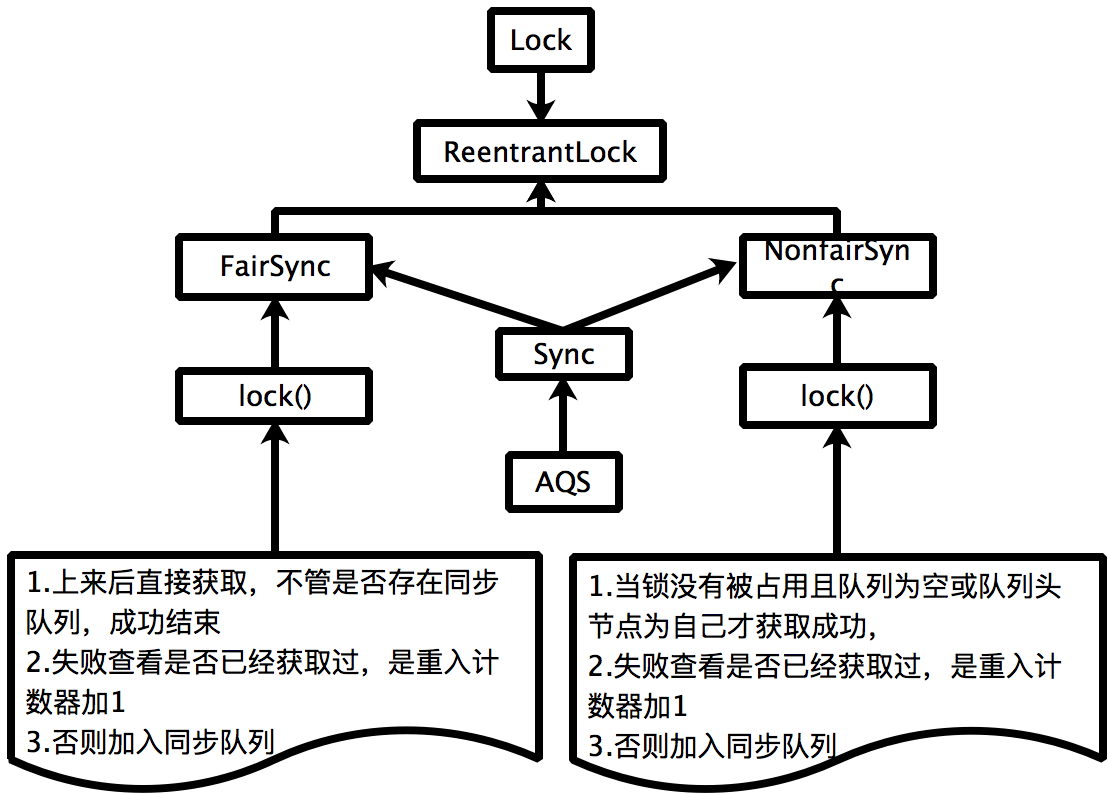 Lock
ReentrantLock
FairSync
NonfairSyn
c
Sync
lock()
lock()
AQS
1.上来后直接获取，不管是否存在同步
队列，成功结束
2.失败查看是否已经获取过，是重入计
数器加1
3.否则加入同步队列
1.当锁没有被占用且队列为空或队列头
节点为自己才获取成功，
2.失败查看是否已经获取过，是重入计
数器加1
3.否则加入同步队列